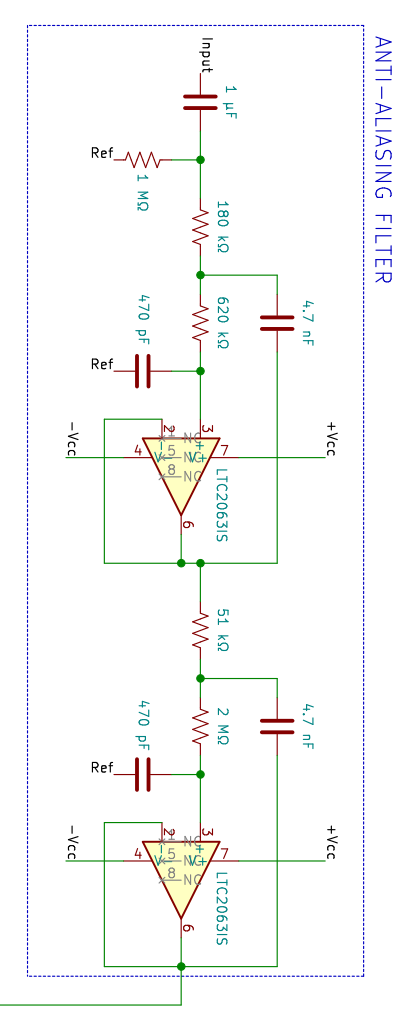 ANTI-ALIASING FILTER
Input
1 µF
Ref
1 MΩ
180 kΩ
470 pF
620 kΩ
4.7 nF
Ref
-Vcc
+Vcc
2
1
NC
3
+
4
V-
5
NC
V+
7
8
NC
LTC2063IS
6
51 kΩ
470 pF
2 MΩ
4.7 nF
Ref
-Vcc
+Vcc
2
1
NC
3
+
4
V-
5
NC
V+
7
8
NC
LTC2063IS
6